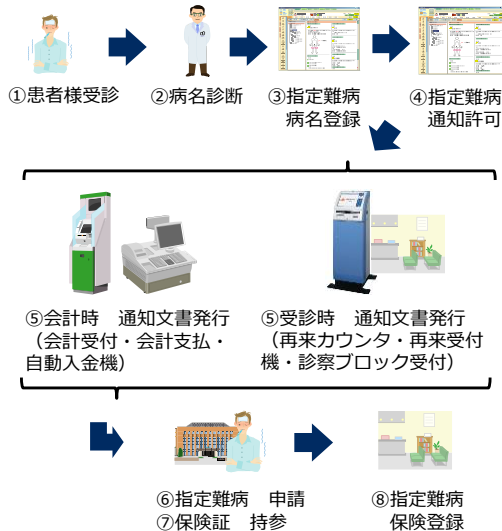 ①患者様受診
②病名診断
③指定難病
病名登録
④指定難病
通知許可
⑤会計時　通知文書発行
（会計受付・会計支払・
自動入金機）
⑤受診時　通知文書発行
（再来カウンタ・再来受付
機・診察ブロック受付）
⑥指定難病　申請
⑦保険証　持参
⑧指定難病
保険登録